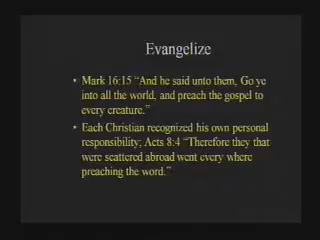 Evangelize
• Mark 16:15 “And he said unto them, Go ye
into all the world, and preach the gospel to
every creature.”
• Each Christian recognized his own personal
responsibility; Acts 8:4 “Therefore they that
were scattered abroad went every where
preaching the word.”